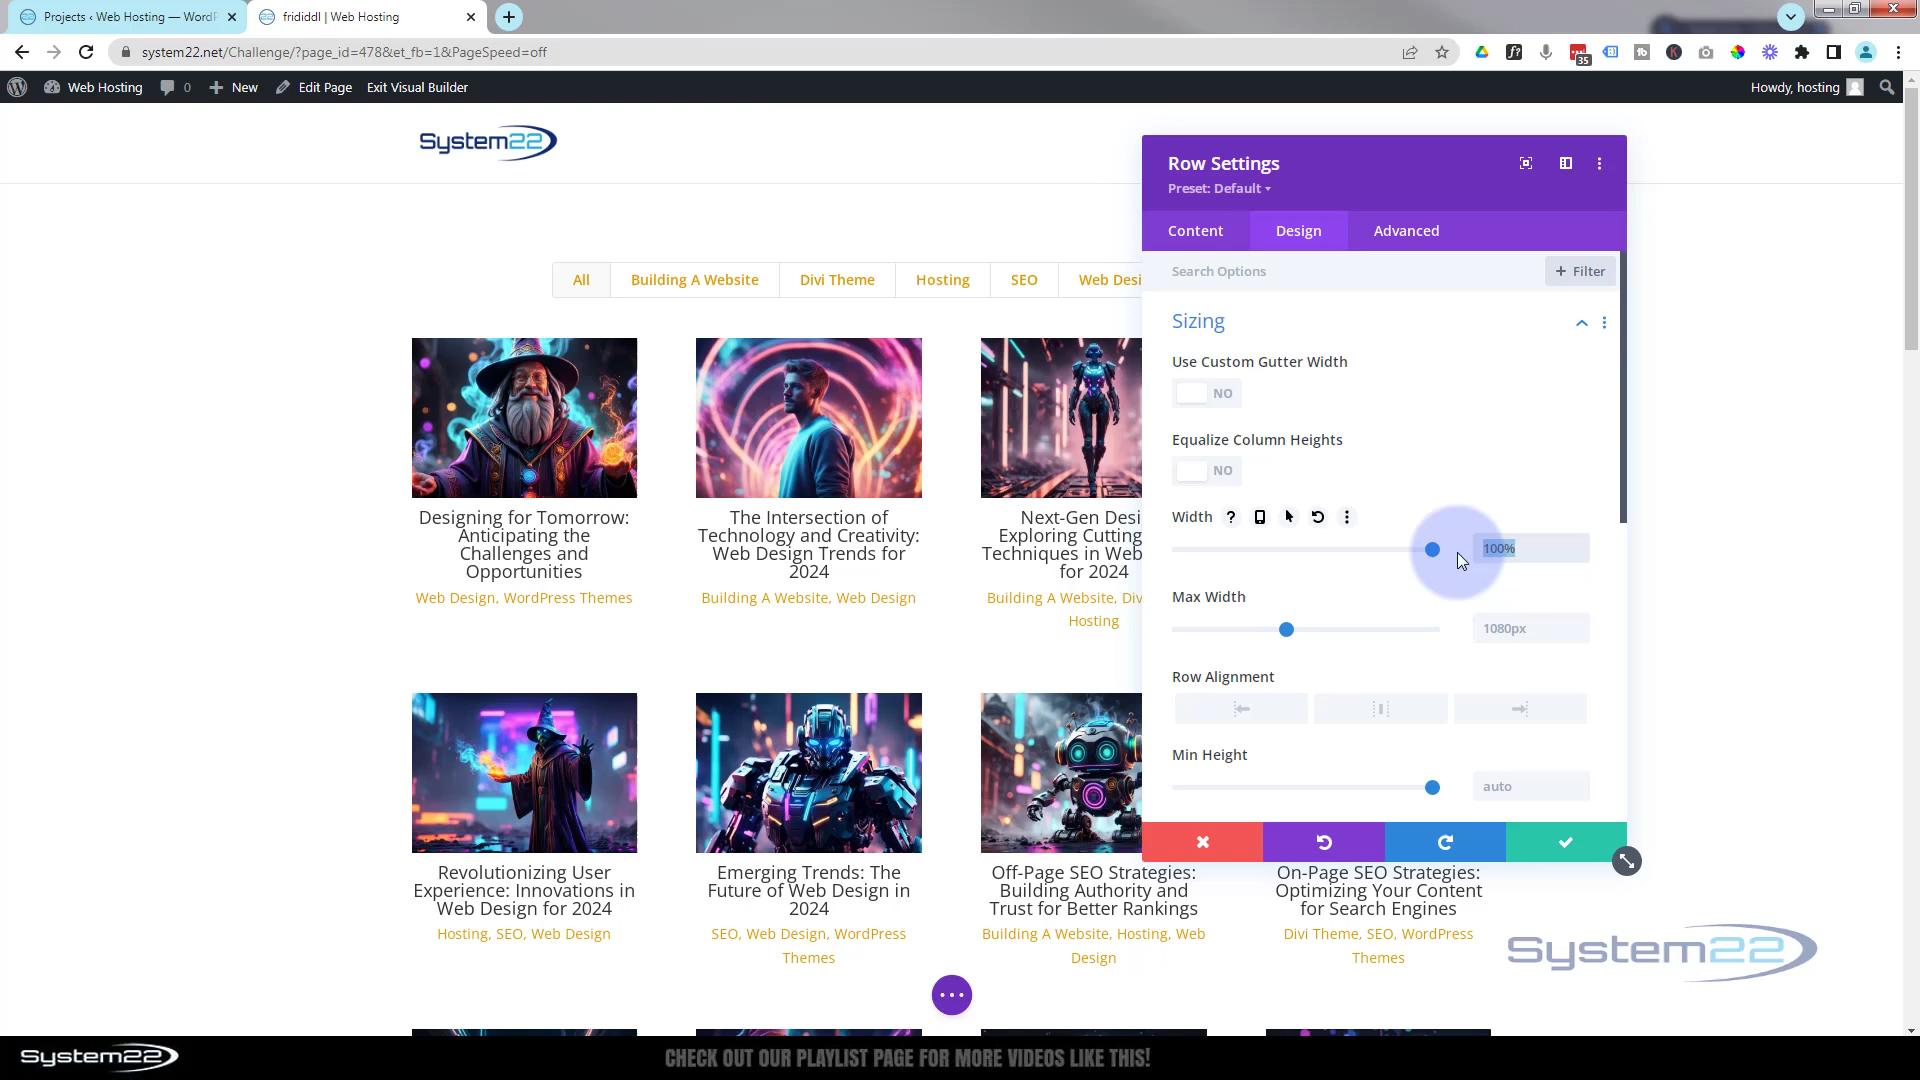 Projects ‹ Web Hosting — WordP
frididdl | Web Hosting
system22.net/Challenge/?page_id=478&et_fb=1&PageSpeed=off
35
Web Hosting
0
New
Edit Page
Exit Visual Builder
Howdy, hosting
System22
Row Settings
Preset: Default
Content
Design
Advanced
Search Options
+ Filter
All
Building A Website
Divi Theme
Hosting
SEO
Web Desi
Sizing
Use Custom Gutter Width
NO
Equalize Column Heights
NO
Width
100%
Max Width
1080px
Row Alignment
Min Height
auto
Designing for Tomorrow:
Anticipating the
Challenges and
Opportunities
Web Design, WordPress Themes
The Intersection of
Technology and Creativity:
Web Design Trends for
2024
Building A Website, Web Design
Next-Gen Desi
Exploring Cutting
Techniques in Web
for 2024
Building A Website, Div
Hosting
Revolutionizing User
Experience: Innovations in
Web Design for 2024
Hosting, SEO, Web Design
Emerging Trends: The
Future of Web Design in
2024
SEO, Web Design, WordPress
Themes
Off-Page SEO Strategies:
Building Authority and
Trust for Better Rankings
Building A Website, Hosting, Web
Design
On-Page SEO Strategies:
Optimizing Your Content
for Search Engines
Divi Theme, SEO, WordPress
Themes
System22
System22
CHECK OUT OUR PLAYLIST PAGE FOR MORE VIDEOS LIKE THIS!